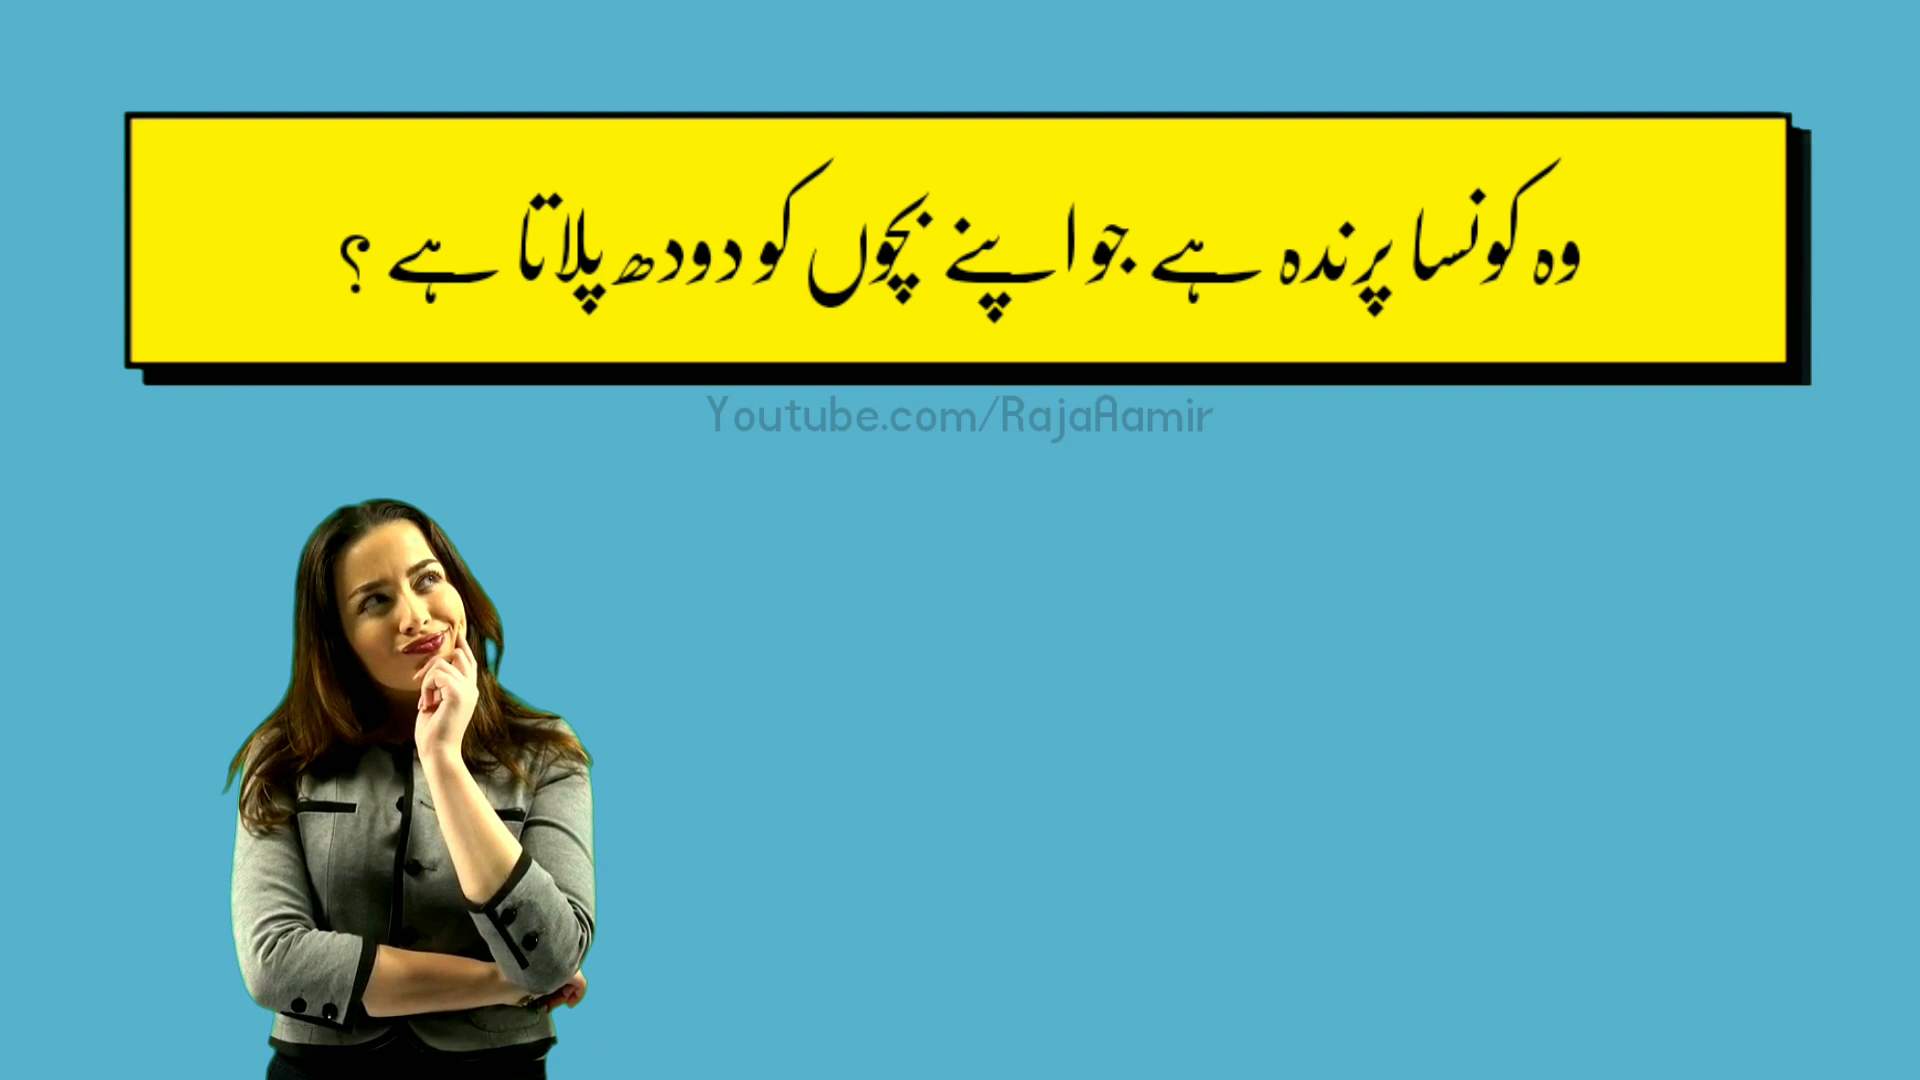 وہ کونسا پرندہ ہے جو اپنے بچوں کو دودھ پلاتا ہے ؟
Youtube.com/RajaAamir